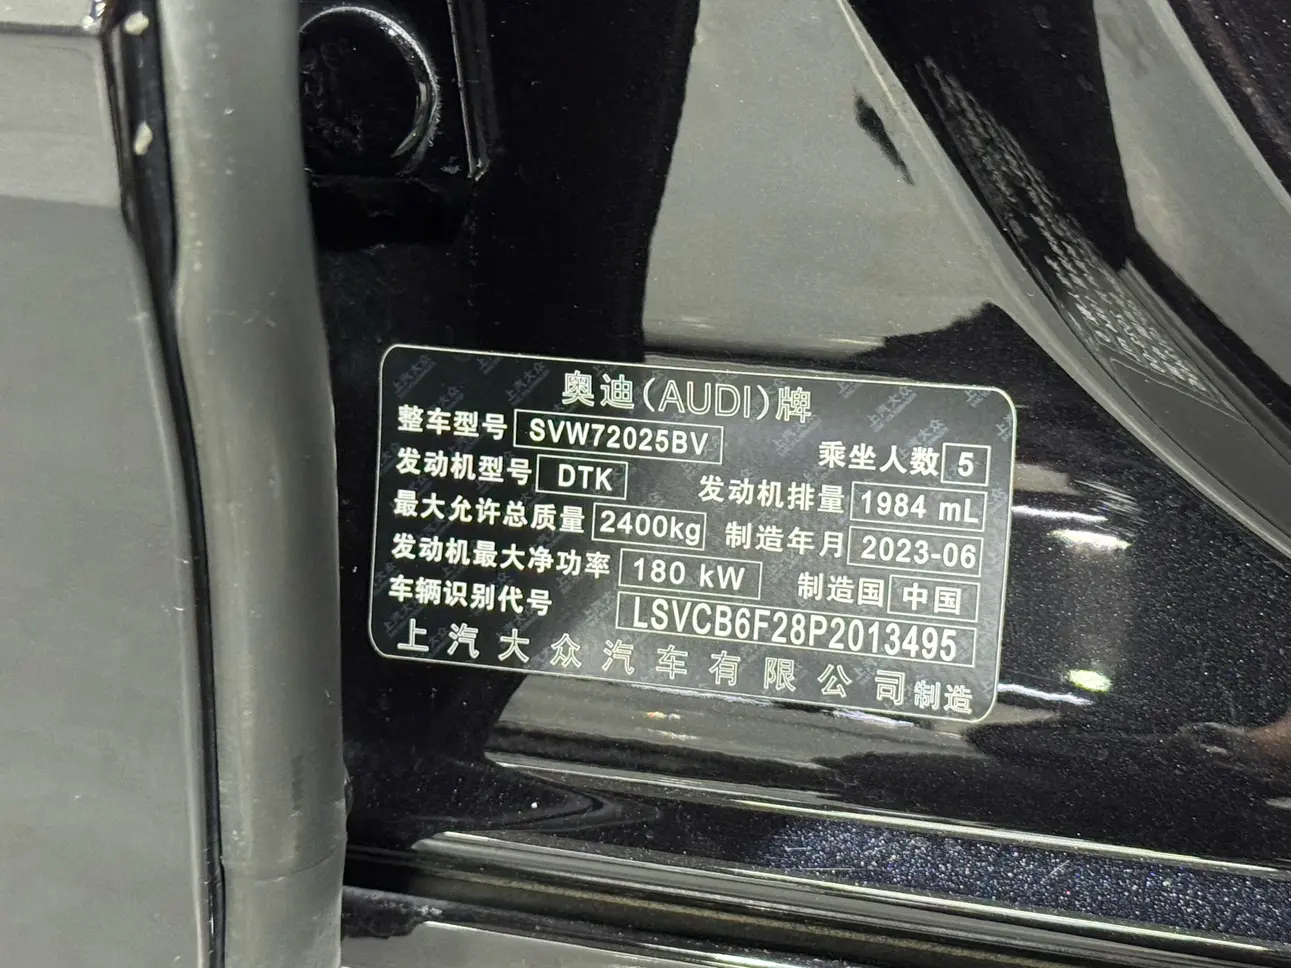 奥迪(AUDI)牌
整车型号 SVW72025BV 乘坐人数 5
发动机型号 DTK 发动机排量 1984 mL
最大允许总质量 2400kg 制造年月 2023-06
发动机最大净功率 180 kW 制造国 中国
车辆识别代号 LSVCB6F28P2013495
上汽大众汽车有限公司制造